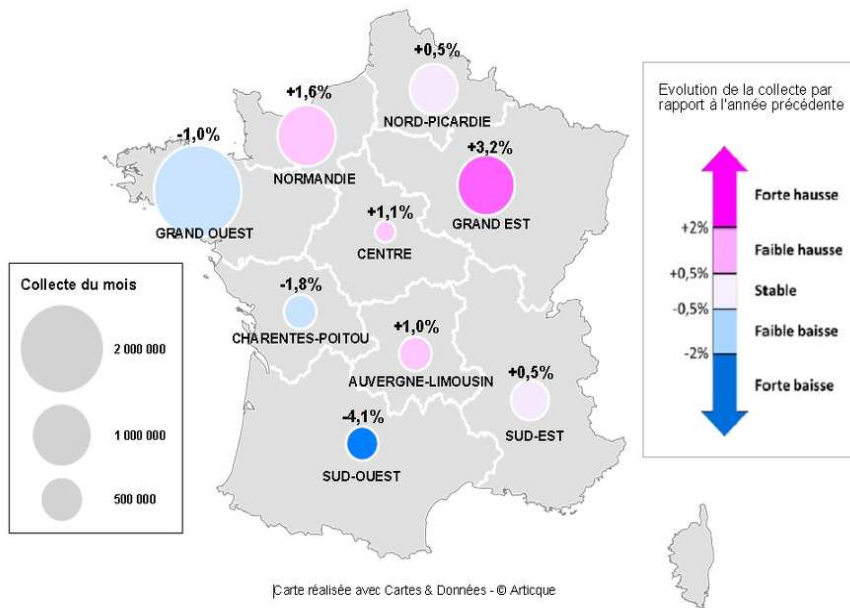 +0,5%
NORD-PICARDIE
+1,6%
NORMANDIE
-1,0%
GRAND OUEST
+3,2%
GRAND EST
+1,1%
CENTRE
-1,8%
CHARENTES-POITOU
+1,0%
AUVERGNE-LIMOUSIN
+0,5%
SUD-EST
-4,1%
SUD-OUEST
Collecte du mois
2 000 000
1 000 000
500 000
Evolution de la collecte par
rapport à l'année précédente
Forte hausse
+2%
Faible hausse
+0,5%
Stable
-0,5%
Faible baisse
-2%
Forte baisse
Carte réalisée avec Cartes & Données - © Articque